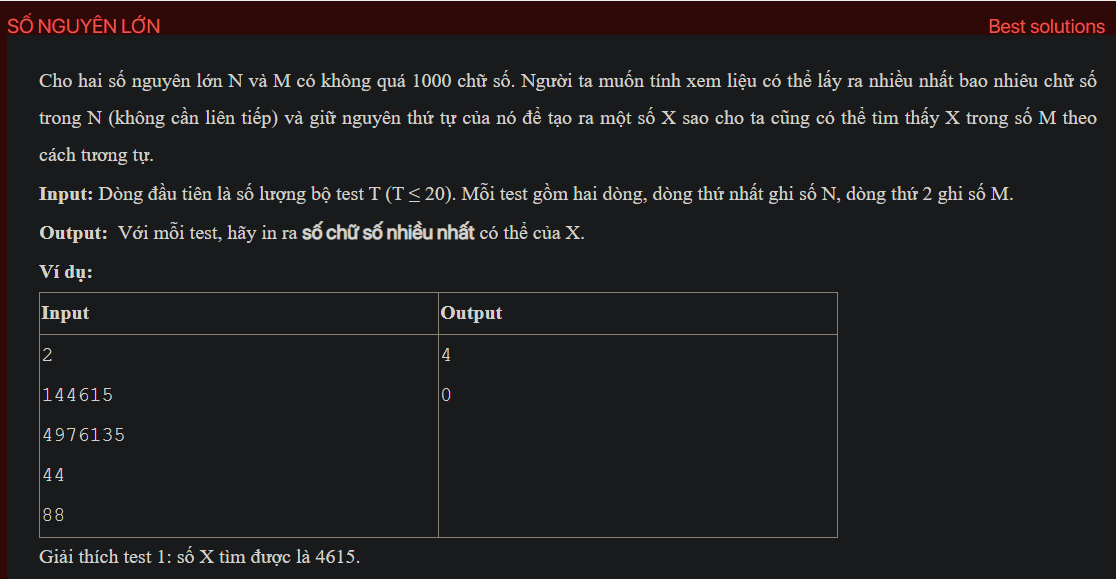 SỐ NGUYÊN LỚN
Best solutions
Cho hai số nguyên lớn N và M có không quá 1000 chữ số. Người ta muốn tính xem liệu có thể lấy ra nhiều nhất bao nhiêu chữ số
trong N (không cần liên tiếp) và giữ nguyên thứ tự của nó để tạo ra một số X sao cho ta cũng có thể tìm thấy X trong số M theo
cách tương tự.
Input: Dòng đầu tiên là số lượng bộ test T (T ≤ 20). Mỗi test gồm hai dòng, dòng thứ nhất ghi số N, dòng thứ 2 ghi số M.
Output: Với mỗi test, hãy in ra số chữ số nhiều nhất có thể của X.
Ví dụ:
Input
Output
2
144615
4976135
44
88
4
0
Giải thích test 1: số X tìm được là 4615.